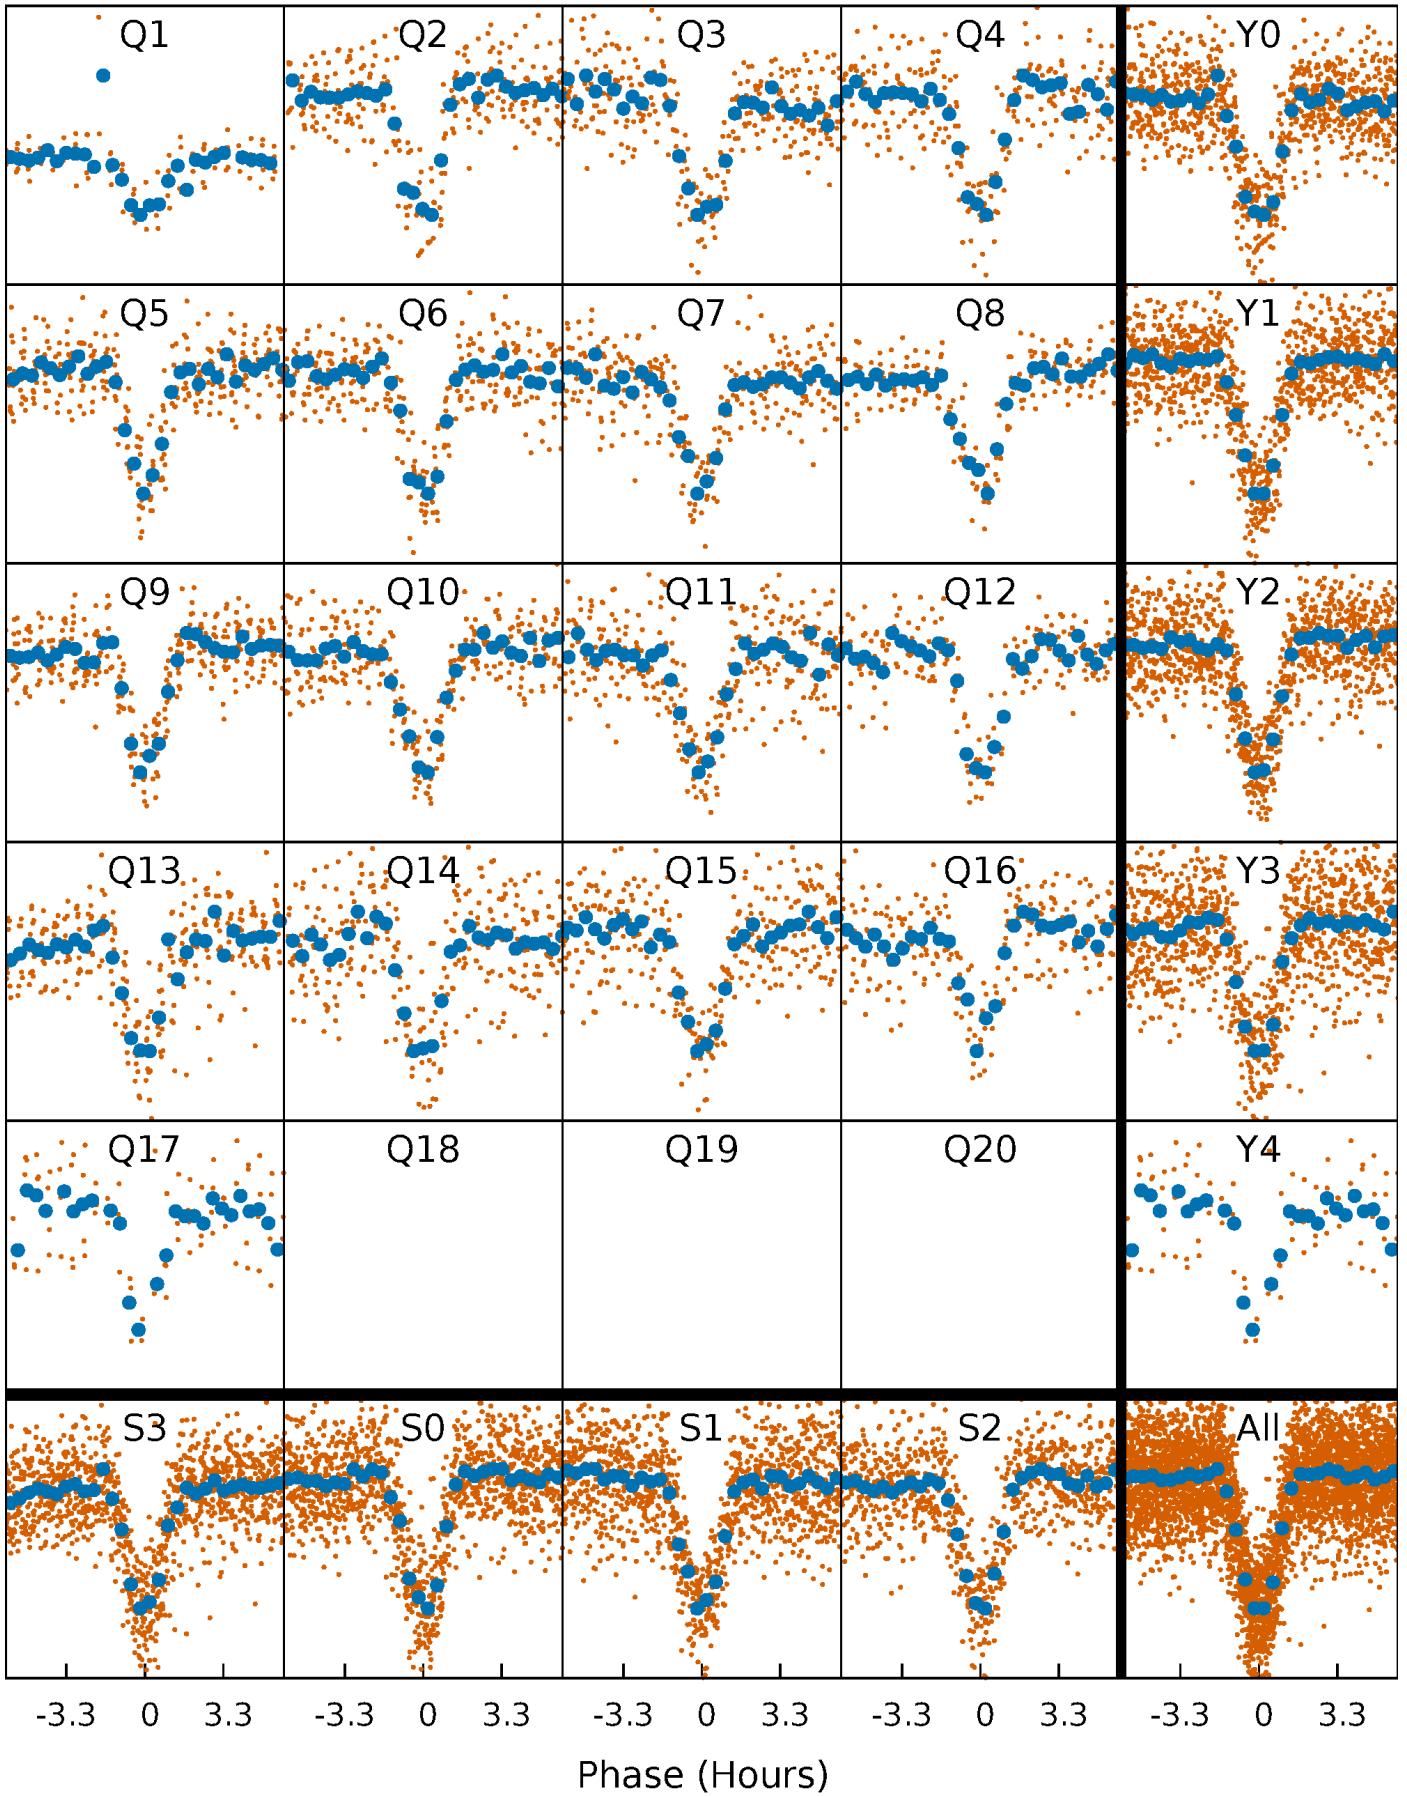 Q1 Q2 Q3 Q4 Y0
Q5 Q6 Q7 Q8 Y1
Q9 Q10 Q11 Q12 Y2
Q13 Q14 Q15 Q16 Y3
Q17 Q18 Q19 Q20 Y4
S3 S0 S1 S2 All
-3.3 0 3.3 -3.3 0 3.3 -3.3 0 3.3 -3.3 0 3.3 -3.3 0 3.3
Phase (Hours)